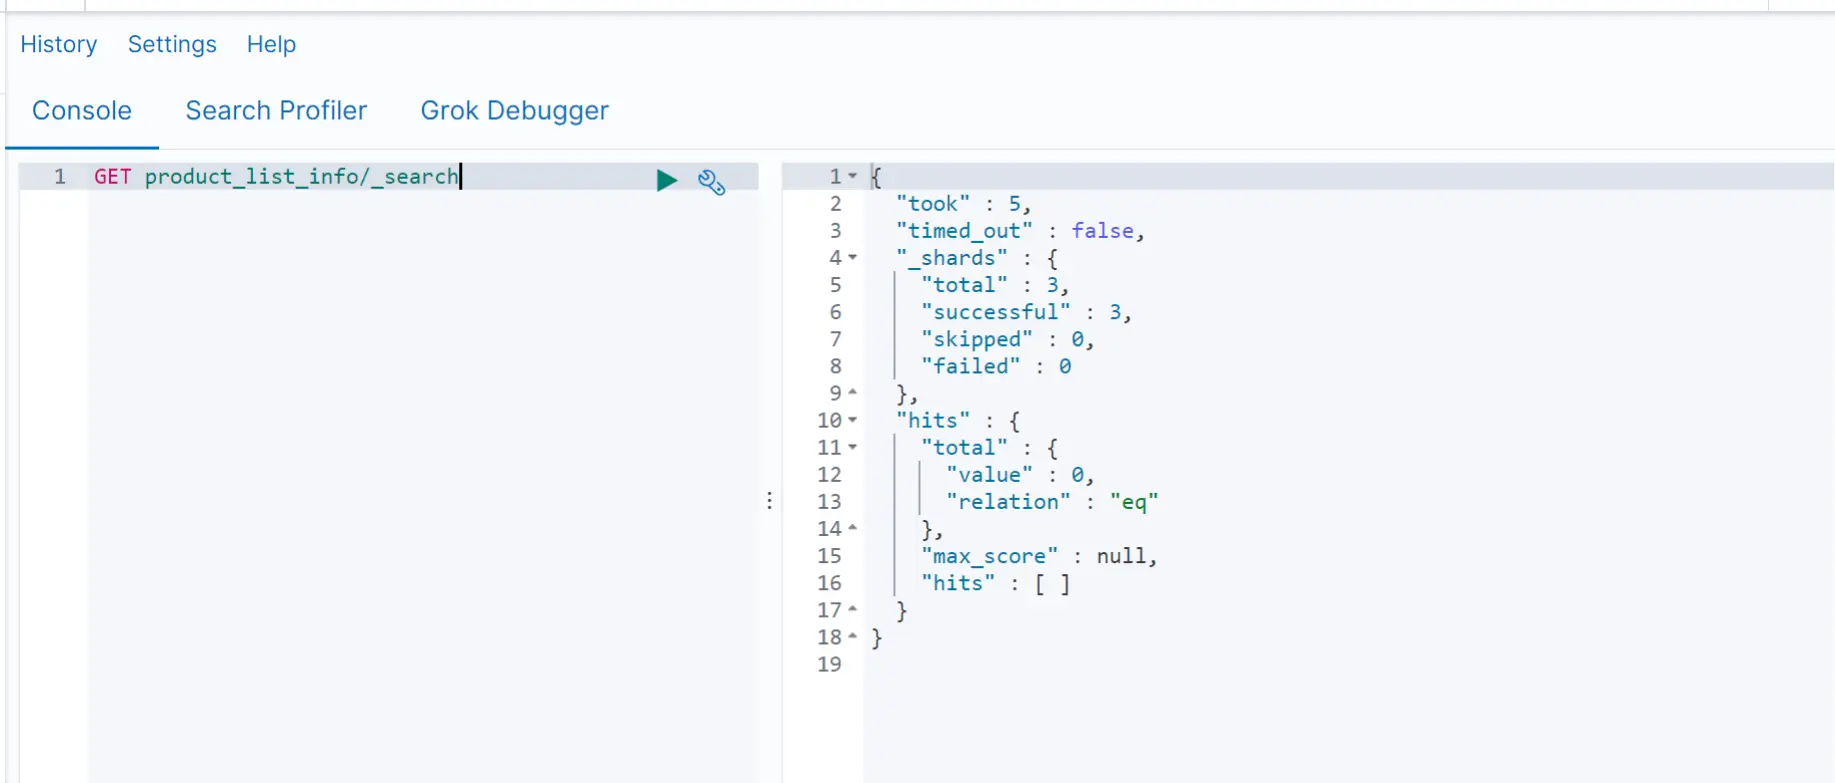 History Settings Help
Console Search Profiler Grok Debugger
1 GET product_list_info/_search
1 {
2 "took" : 5,
3 "timed_out" : false,
4 "_shards" : {
5 "total" : 3,
6 "successful" : 3,
7 "skipped" : 0,
8 "failed" : 0
9 },
10 "hits" : {
11 "total" : {
12 "value" : 0,
13 "relation" : "eq"
14 },
15 "max_score" : null,
16 "hits" : [ ]
17 }
18 }
19